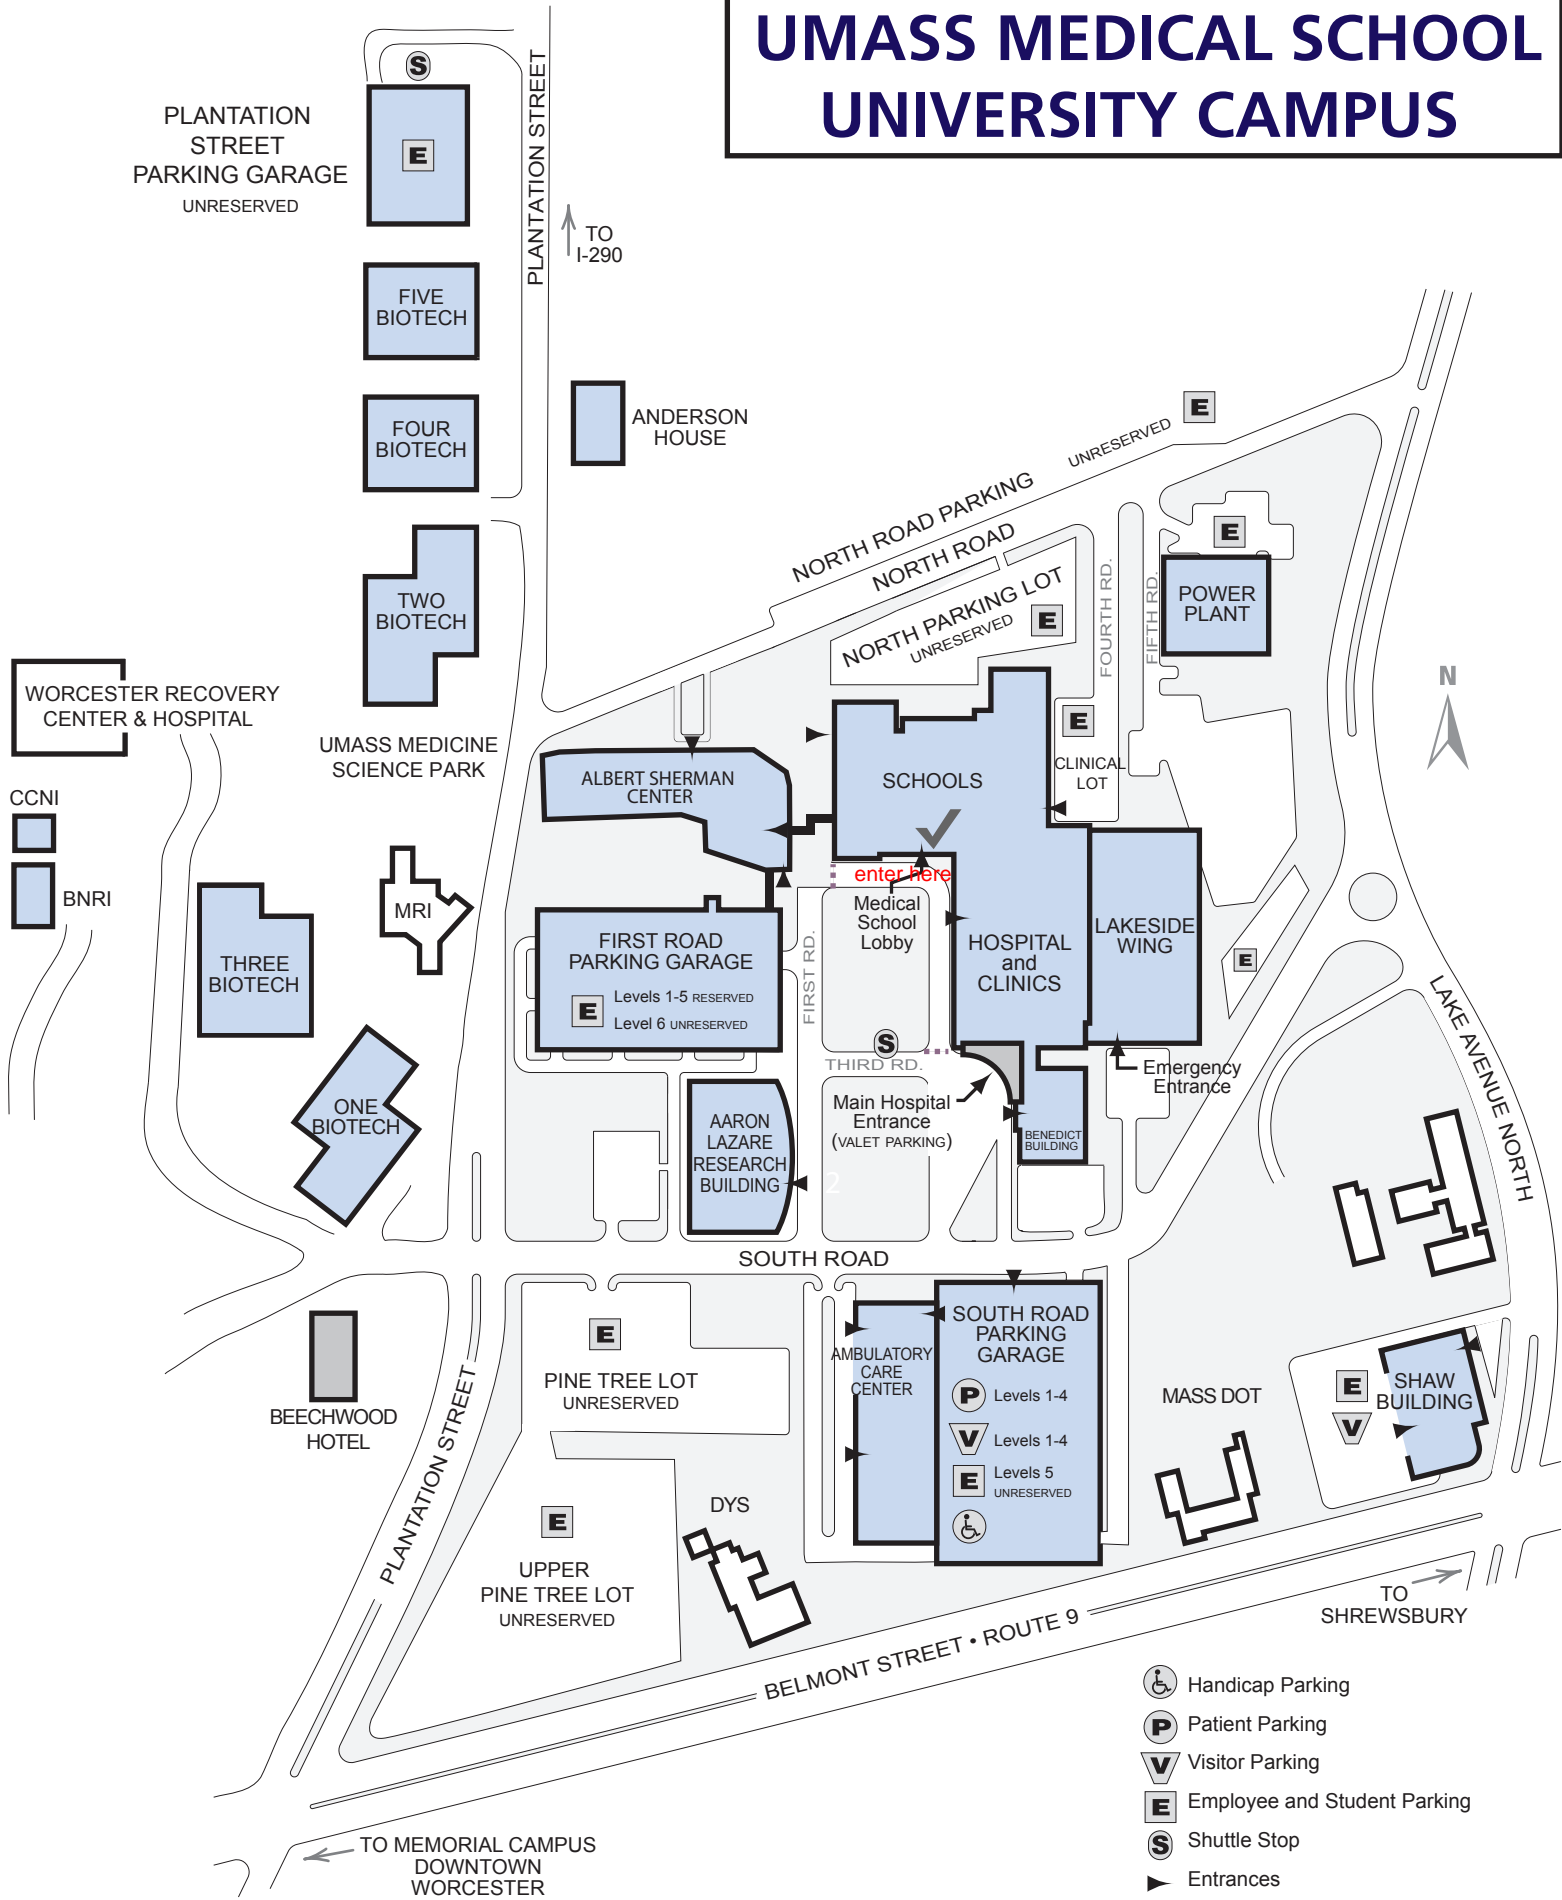 UMASS MEDICAL SCHOOL
UNIVERSITY CAMPUS
S
PLANTATION
STREET
PARKING GARAGE
UNRESERVED
E
PLANTATION STREET
TO
I-290
FIVE
BIOTECH
FOUR
BIOTECH
ANDERSON
HOUSE
E
UNRESERVED
NORTH ROAD PARKING
NORTH ROAD
NORTH PARKING LOT
UNRESERVED
E
FOURTH RD.
FIFTH RD.
E
POWER
PLANT
TWO
BIOTECH
WORCESTER RECOVERY
CENTER & HOSPITAL
UMASS MEDICINE
SCIENCE PARK
N
E
CLINICAL
LOT
SCHOOLS
ALBERT SHERMAN
CENTER
CCNI
BNRI
MRI
THREE
BIOTECH
enter here
Medical
School
Lobby
FIRST ROAD
PARKING GARAGE
E
Levels 1-5 RESERVED
Level 6 UNRESERVED
FIRST RD.
HOSPITAL
and
CLINICS
LAKESIDE
WING
E
LAKE AVENUE NORTH
S
THIRD RD.
Emergency
Entrance
Main Hospital
Entrance
(VALET PARKING)
BENEDICT
BUILDING
ONE
BIOTECH
AARON
LAZARE
RESEARCH
BUILDING
2
SOUTH ROAD
BEECHWOOD
HOTEL
PLANTATION STREET
E
PINE TREE LOT
UNRESERVED
AMBULATORY
CARE
CENTER
SOUTH ROAD
PARKING
GARAGE
P Levels 1-4
V Levels 1-4
E Levels 5
UNRESERVED
MASS DOT
E
V
SHAW
BUILDING
DYS
E
UPPER
PINE TREE LOT
UNRESERVED
BELMONT STREET • ROUTE 9
TO
SHREWSBURY
Handicap Parking
P Patient Parking
V Visitor Parking
E Employee and Student Parking
S Shuttle Stop
Entrances
TO MEMORIAL CAMPUS
DOWNTOWN
WORCESTER